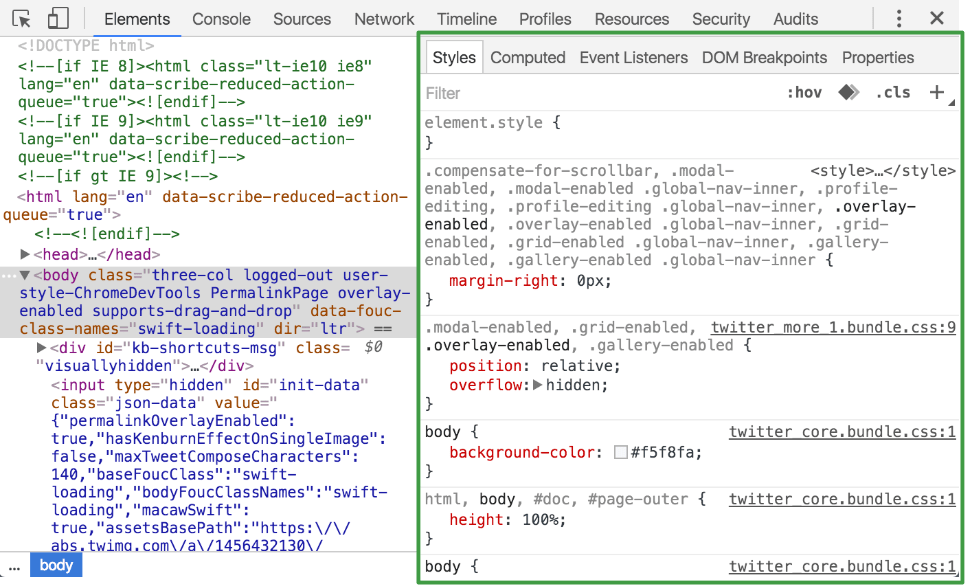 Elements Console Sources Network Timeline Profiles Resources Security Audits
<!DOCTYPE html>
<!--[if IE 8]><html class="lt-ie10 ie8"
lang="en" data-scribe-reduced-action-
queue="true"><![endif]-->
<!--[if IE 9]><html class="lt-ie10 ie9"
lang="en" data-scribe-reduced-action-
queue="true"><![endif]-->
<!--[if gt IE 9]><!-->
<html lang="en" data-scribe-reduced-action-
queue="true">
<!--<![endif]-->
▶<head>…</head>
…▼<body class="three-col logged-out user-
style-ChromeDevTools PermalinkPage overlay-
enabled supports-drag-and-drop" data-fouc-
class-names="swift-loading" dir="ltr"> ==
▶<div id="kb-shortcuts-msg" class= $0
"visuallyhidden">…</div>
<input type="hidden" id="init-data"
class="json-data" value="
{"permalinkOverlayEnabled":
true,"hasKenburnEffectOnSingleImage":
false,"maxTweetComposeCharacters":
140,"baseFoucClass":"swift-
loading","bodyFoucClassNames":"swift-
loading","macawSwift":
true,"assetsBasePath":"https:\/\/
abs.twimg.com\/a\/1456432130\/
... body
Styles Computed Event Listeners DOM Breakpoints Properties
Filter :hov .cls +
element.style {
}
.compensate-for-scrollbar, .modal- <style>…</style>
enabled, .modal-enabled .global-nav-inner, .profile-
editing, .profile-editing .global-nav-inner, .overlay-
enabled, .overlay-enabled .global-nav-inner, .grid-
enabled, .grid-enabled .global-nav-inner, .gallery-
enabled, .gallery-enabled .global-nav-inner {
margin-right: 0px;
}
.modal-enabled, .grid-enabled, twitter_more_1.bundle.css:9
.overlay-enabled, .gallery-enabled {
position: relative;
overflow:▶hidden;
}
body { twitter_core.bundle.css:1
background-color: #f5f8fa;
}
html, body, #doc, #page-outer { twitter_core.bundle.css:1
height: 100%;
}
body { twitter_core.bundle.css:1